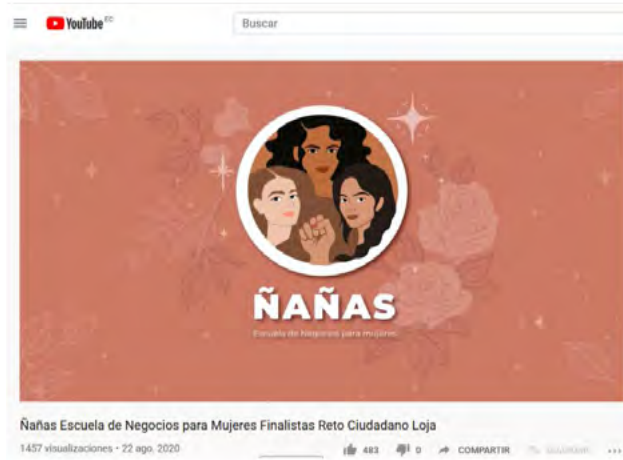 YouTube EC
Buscar
ÑAÑAS
Escuela de Negocios para mujeres
Ñañas Escuela de Negocios para Mujeres Finalistas Reto Ciudadano Loja
1457 visualizaciones • 22 ago. 2020
483 0 COMPARTIR